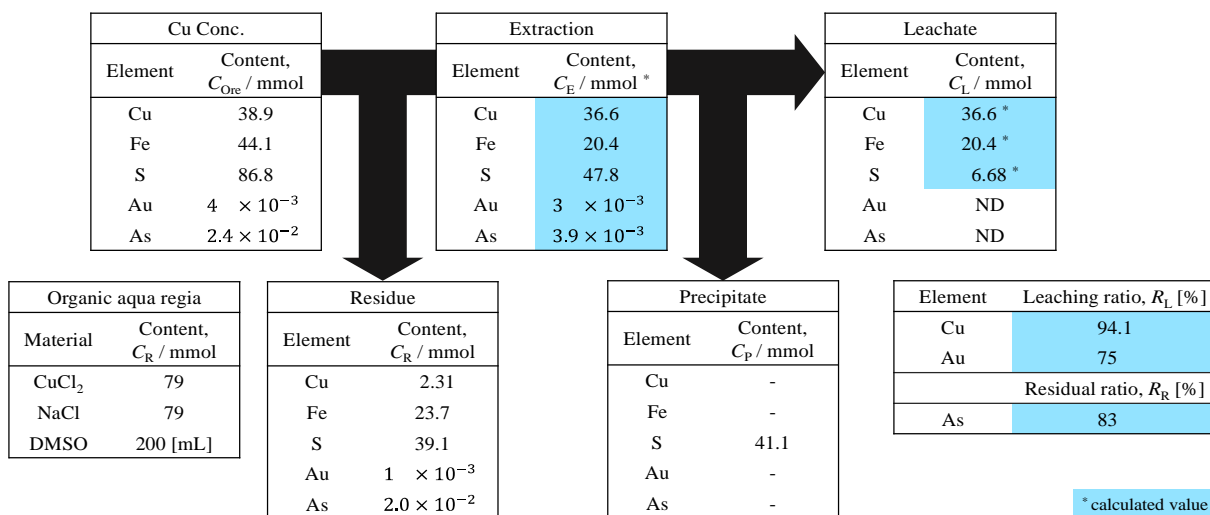 Cu Conc.
Element Content, C_Ore / mmol
Cu 38.9
Fe 44.1
S 86.8
Au 4 × 10⁻³
As 2.4 × 10⁻²
Extraction
Element Content, C_E / mmol *
Cu 36.6
Fe 20.4
S 47.8
Au 3 × 10⁻³
As 3.9 × 10⁻³
Leachate
Element Content, C_L / mmol
Cu 36.6 *
Fe 20.4 *
S 6.68 *
Au ND
As ND
Organic aqua regia
Material Content, C_R / mmol
CuCl₂ 79
NaCl 79
DMSO 200 [mL]
Residue
Element Content, C_R / mmol
Cu 2.31
Fe 23.7
S 39.1
Au 1 × 10⁻³
As 2.0 × 10⁻²
Precipitate
Element Content, C_P / mmol
Cu -
Fe -
S 41.1
Au -
As -
Element Leaching ratio, R_L [%]
Cu 94.1
Au 75
Residual ratio, R_R [%]
As 83
* calculated value